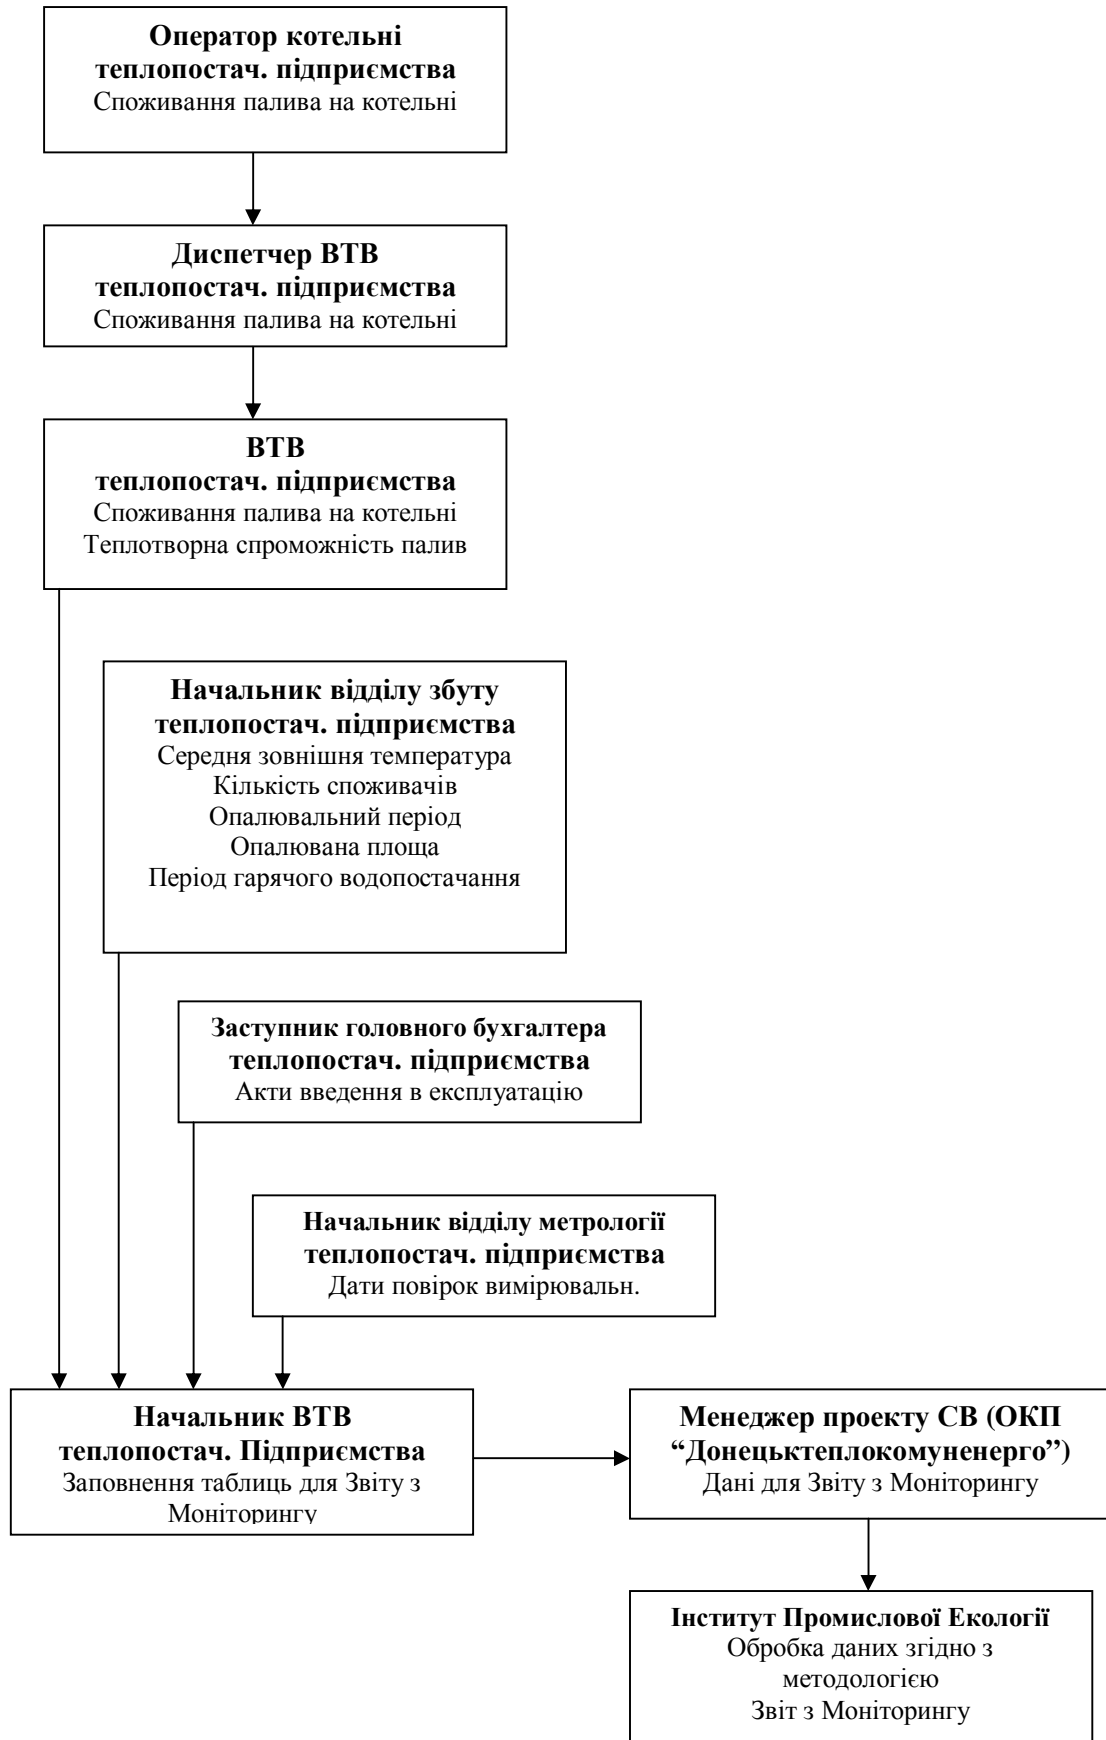 Оператор котельні
теплопостач. підприємства
Споживання палива на котельні
Диспетчер ВТВ
теплопостач. підприємства
Споживання палива на котельні
ВТВ
теплопостач. підприємства
Споживання палива на котельні
Теплотворна спроможність палив
Начальник відділу збуту
теплопостач. підприємства
Середня зовнішня температура
Кількість споживачів
Опалювальний період
Опалювана площа
Період гарячого водопостачання
Заступник головного бухгалтера
теплопостач. підприємства
Акти введення в експлуатацію
Начальник відділу метрології
теплопостач. підприємства
Дати повірок вимірювальн.
Начальник ВТВ
теплопостач. Підприємства
Заповнення таблиць для Звіту з
Моніторингу
Менеджер проекту СВ (ОКП
“Донецьктеплокомуненерго”)
Дані для Звіту з Моніторингу
Інститут Промислової Екології
Обробка даних згідно з
методологією
Звіт з Моніторингу